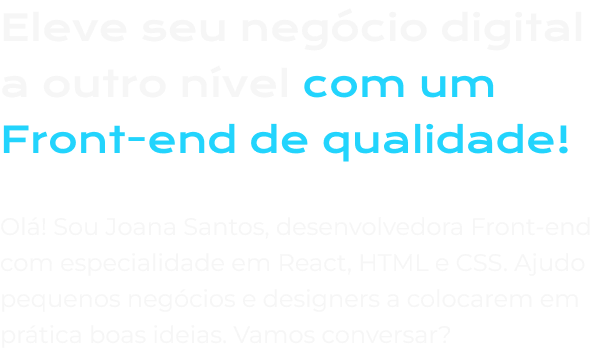 Eleve seu negócio digital
a outro nível com um
Front-end de qualidade!
Olá! Sou Joana Santos, desenvolvedora Front-end
com especialidade em React, HTML e CSS. Ajudo
pequenos negócios e designers a colocarem em
prática boas ideias. Vamos conversar?